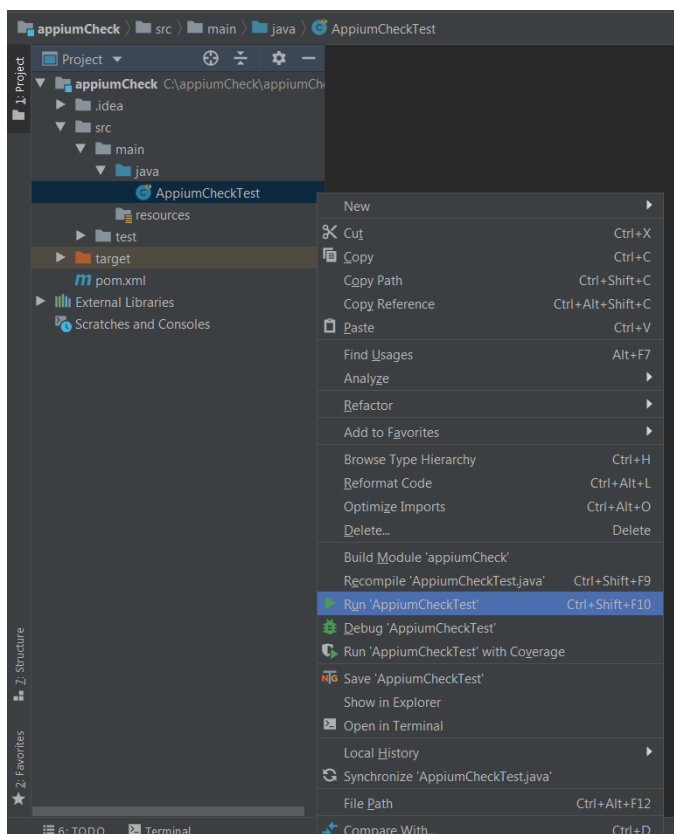 appiumCheck src main java AppiumCheckTest
1: Project
Project
appiumCheck C:\appiumCheck\appiumCh
.idea
src
main
java
AppiumCheckTest
resources
test
target
m pom.xml
External Libraries
Scratches and Consoles
New
Cut Ctrl+X
Copy Ctrl+C
Copy Path Ctrl+Shift+C
Copy Reference Ctrl+Alt+Shift+C
Paste Ctrl+V
Find Usages Alt+F7
Analyze
Refactor
Add to Favorites
Browse Type Hierarchy Ctrl+H
Reformat Code Ctrl+Alt+L
Optimize Imports Ctrl+Alt+O
Delete... Delete
Build Module 'appiumCheck'
Recompile 'AppiumCheckTest.java' Ctrl+Shift+F9
Run 'AppiumCheckTest' Ctrl+Shift+F10
Debug 'AppiumCheckTest'
Run 'AppiumCheckTest' with Coverage
NG Save 'AppiumCheckTest'
Show in Explorer
Open in Terminal
Local History
Synchronize 'AppiumCheckTest.java'
File Path Ctrl+Alt+F12
Compare With... Ctrl+D
7: Structure
2: Favorites
6: TODO Terminal